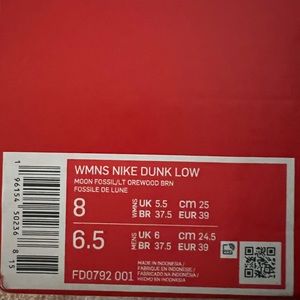 WMNS NIKE DUNK LOW
MOON FOSSIL/LT OREWOOD BRN
FOSSILE DE LUNE
8 WMNS UK 5.5 cm 25
BR 37.5 EUR 39
6.5 MENS UK 6 cm 24.5
BR 37.5 EUR 39
FD0792 001
MADE IN INDONESIA /
FABRIQUE EN INDONESIE /
FABRICADO NA INDONESIA /
HECHO EN INDONESIA